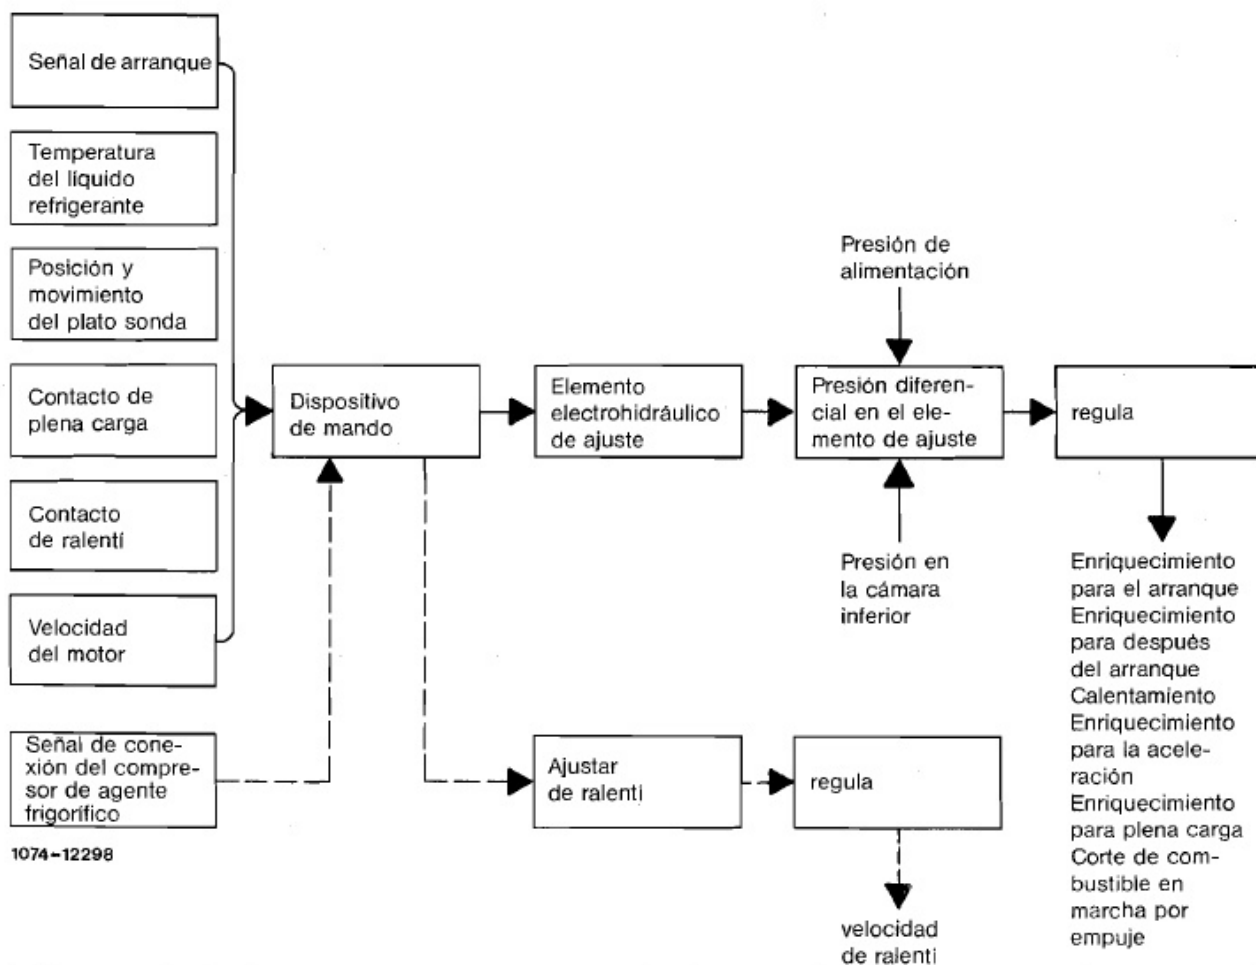 Señal de arranque
Temperatura
del líquido
refrigerante
Posición y
movimiento
del plato sonda
Contacto de
plena carga
Contacto
de ralentí
Velocidad
del motor
Señal de cone-
xión del compre-
sor de agente
frigorífico
1074-12298
Dispositivo
de mando
Elemento
electrohidráulico
de ajuste
Presión de
alimentación
Presión diferen-
cial en el ele-
mento de ajuste
Presión en
la cámara
inferior
regula
Enriquecimiento
para el arranque
Enriquecimiento
para después
del arranque
Calentamiento
Enriquecimiento
para la acele-
ración
Enriquecimiento
para plena carga
Corte de com-
bustible en
marcha por
empuje
Ajustar
de ralentí
regula
velocidad
de ralentí